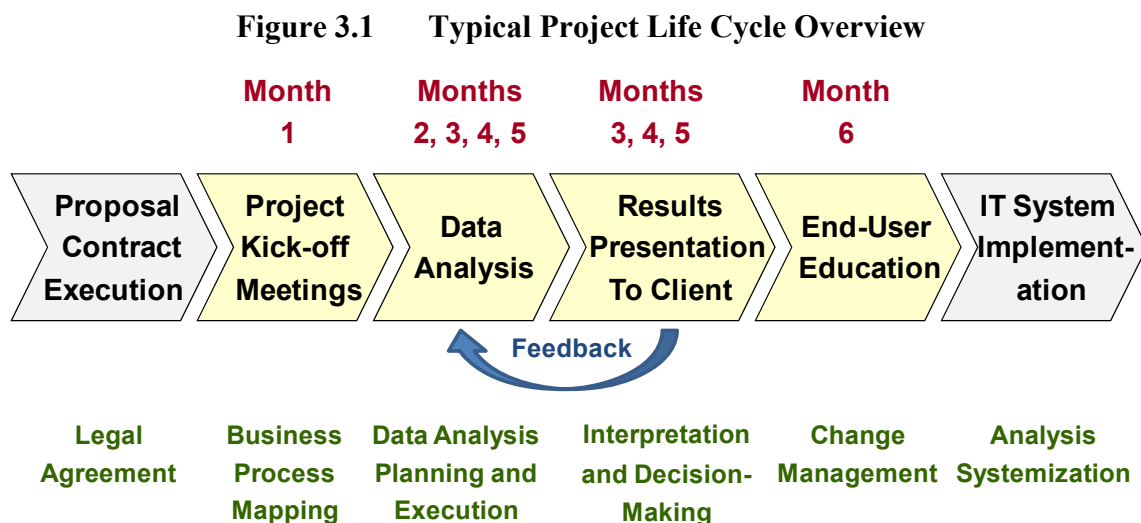 Figure 3.1 Typical Project Life Cycle Overview
Month
1
Months
2, 3, 4, 5
Months
3, 4, 5
Month
6
Proposal
Contract
Execution
Project
Kick-off
Meetings
Data
Analysis
Results
Presentation
To Client
End-User
Education
IT System
Implement-
ation
Feedback
Legal
Agreement
Business
Process
Mapping
Data Analysis
Planning and
Execution
Interpretation
and Decision-
Making
Change
Management
Analysis
Systemization